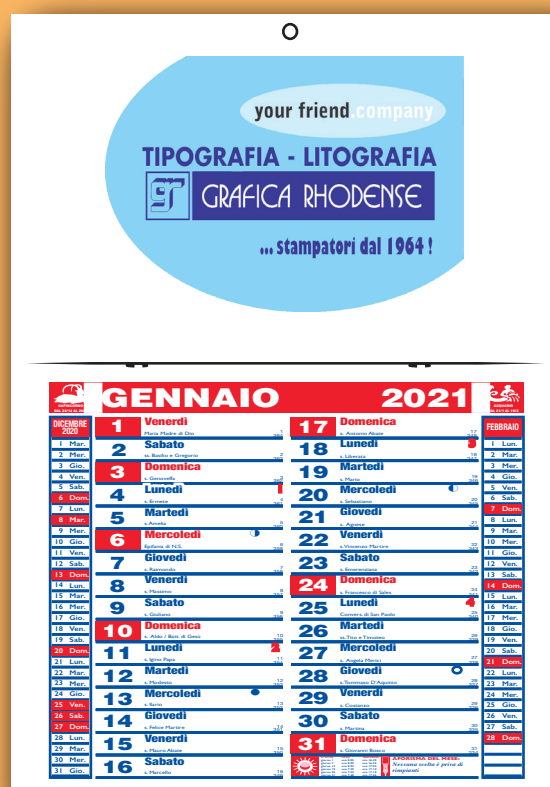 your friend.company
TIPOGRAFIA - LITOGRAFIA
gr GRAFICA RHODENSE
... stampatori dal 1964 !
GENNAIO 2021
DICEMBRE
2020
1 Mar.
2 Mer.
3 Gio.
4 Ven.
5 Sab.
6 Dom.
7 Lun.
8 Mar.
9 Mer.
10 Gio.
11 Ven.
12 Sab.
13 Dom.
14 Lun.
15 Mar.
16 Mer.
17 Gio.
18 Ven.
19 Sab.
20 Dom.
21 Lun.
22 Mar.
23 Mer.
24 Gio.
25 Ven.
26 Sab.
27 Dom.
28 Lun.
29 Mar.
30 Mer.
31 Gio.
1 Venerdì
Maria Madre di Dio
2 Sabato
ss. Basilio e Gregorio
3 Domenica
s. Genoveffa
4 Lunedì 1
s. Ermete
5 Martedì
s. Amelia
6 Mercoledì
Epifania di N.S.
7 Giovedì
s. Raimondo
8 Venerdì
s. Massimo
9 Sabato
s. Giuliano
10 Domenica
s. Aldo / Batt. di Gesù
11 Lunedì 2
s. Igino Papa
12 Martedì
s. Modesto
13 Mercoledì
s. Ilario
14 Giovedì
s. Felice Martire
15 Venerdì
s. Mauro Abate
16 Sabato
s. Marcello
17 Domenica
s. Antonio Abate
18 Lunedì 3
s. Liberata
19 Martedì
s. Mario
20 Mercoledì
s. Sebastiano
21 Giovedì
s. Agnese
22 Venerdì
s. Vincenzo Martire
23 Sabato
s. Emerenziana
24 Domenica
s. Francesco di Sales
25 Lunedì 4
Convers. di San Paolo
26 Martedì
ss. Tito e Timoteo
27 Mercoledì
s. Angela Merici
28 Giovedì
s. Tommaso D'Aquino
29 Venerdì
s. Costanzo
30 Sabato
s. Martina
31 Domenica
s. Giovanni Bosco
AFORISMA DEL MESE:
Nessuna scelta è priva di
rimpianti
FEBBRAIO
1 Lun.
2 Mar.
3 Mer.
4 Gio.
5 Ven.
6 Sab.
7 Dom.
8 Lun.
9 Mar.
10 Mer.
11 Gio.
12 Ven.
13 Sab.
14 Dom.
15 Lun.
16 Mar.
17 Mer.
18 Gio.
19 Ven.
20 Sab.
21 Dom.
22 Lun.
23 Mar.
24 Mer.
25 Gio.
26 Ven.
27 Sab.
28 Dom.